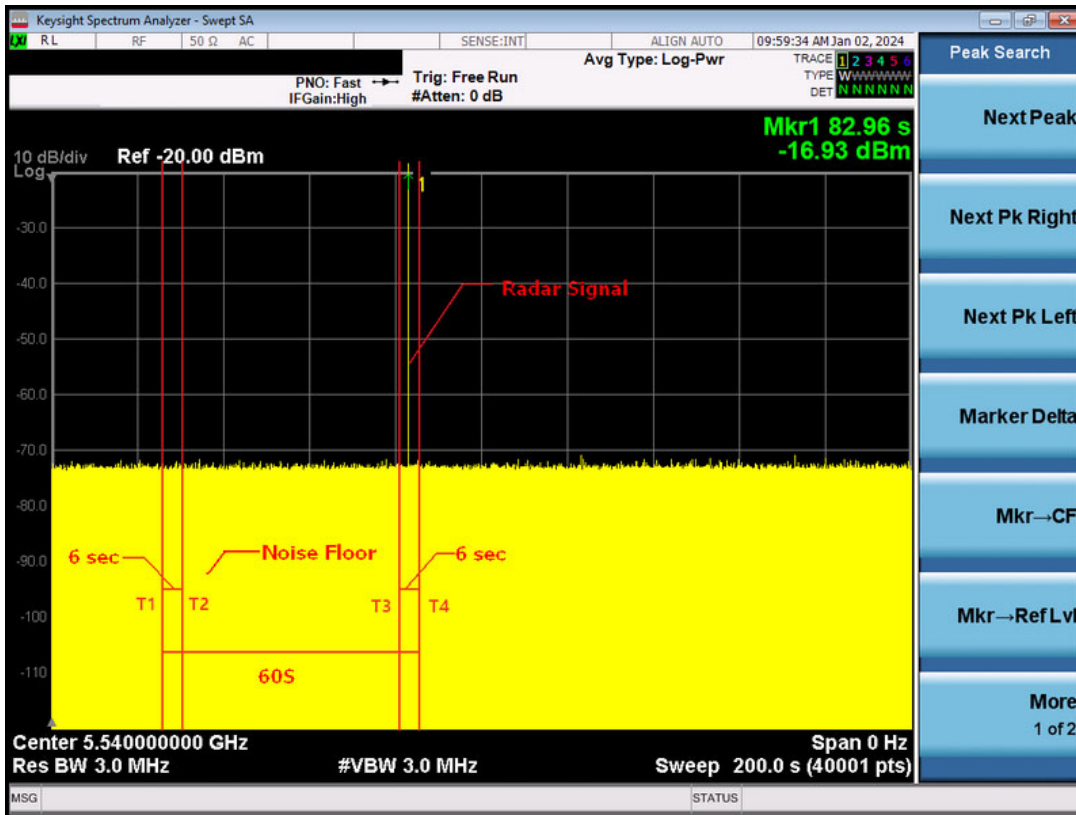 Keysight Spectrum Analyzer - Swept SA
LXI RL RF 50 Ω AC SENSE:INT ALIGN AUTO 09:59:34 AM Jan 02, 2024
Avg Type: Log-Pwr
TRACE 1 2 3 4 5 6
PNO: Fast
Trig: Free Run
TYPE WWWWWWW
IFGain:High
#Atten: 0 dB
DET N N N N N N
Mkr1 82.96 s
-16.93 dBm
10 dB/div Ref -20.00 dBm
Log
1
-30.0
-40.0
Radar Signal
-50.0
-60.0
-70.0
-80.0
-90.0
6 sec Noise Floor 6 sec
T1 T2 T3 T4
-100
-110
60S
Center 5.540000000 GHz Span 0 Hz
Res BW 3.0 MHz #VBW 3.0 MHz Sweep 200.0 s (40001 pts)
MSG STATUS
Peak Search
Next Peak
Next Pk Right
Next Pk Left
Marker Delta
Mkr→CF
Mkr→Ref Lvl
More
1 of 2